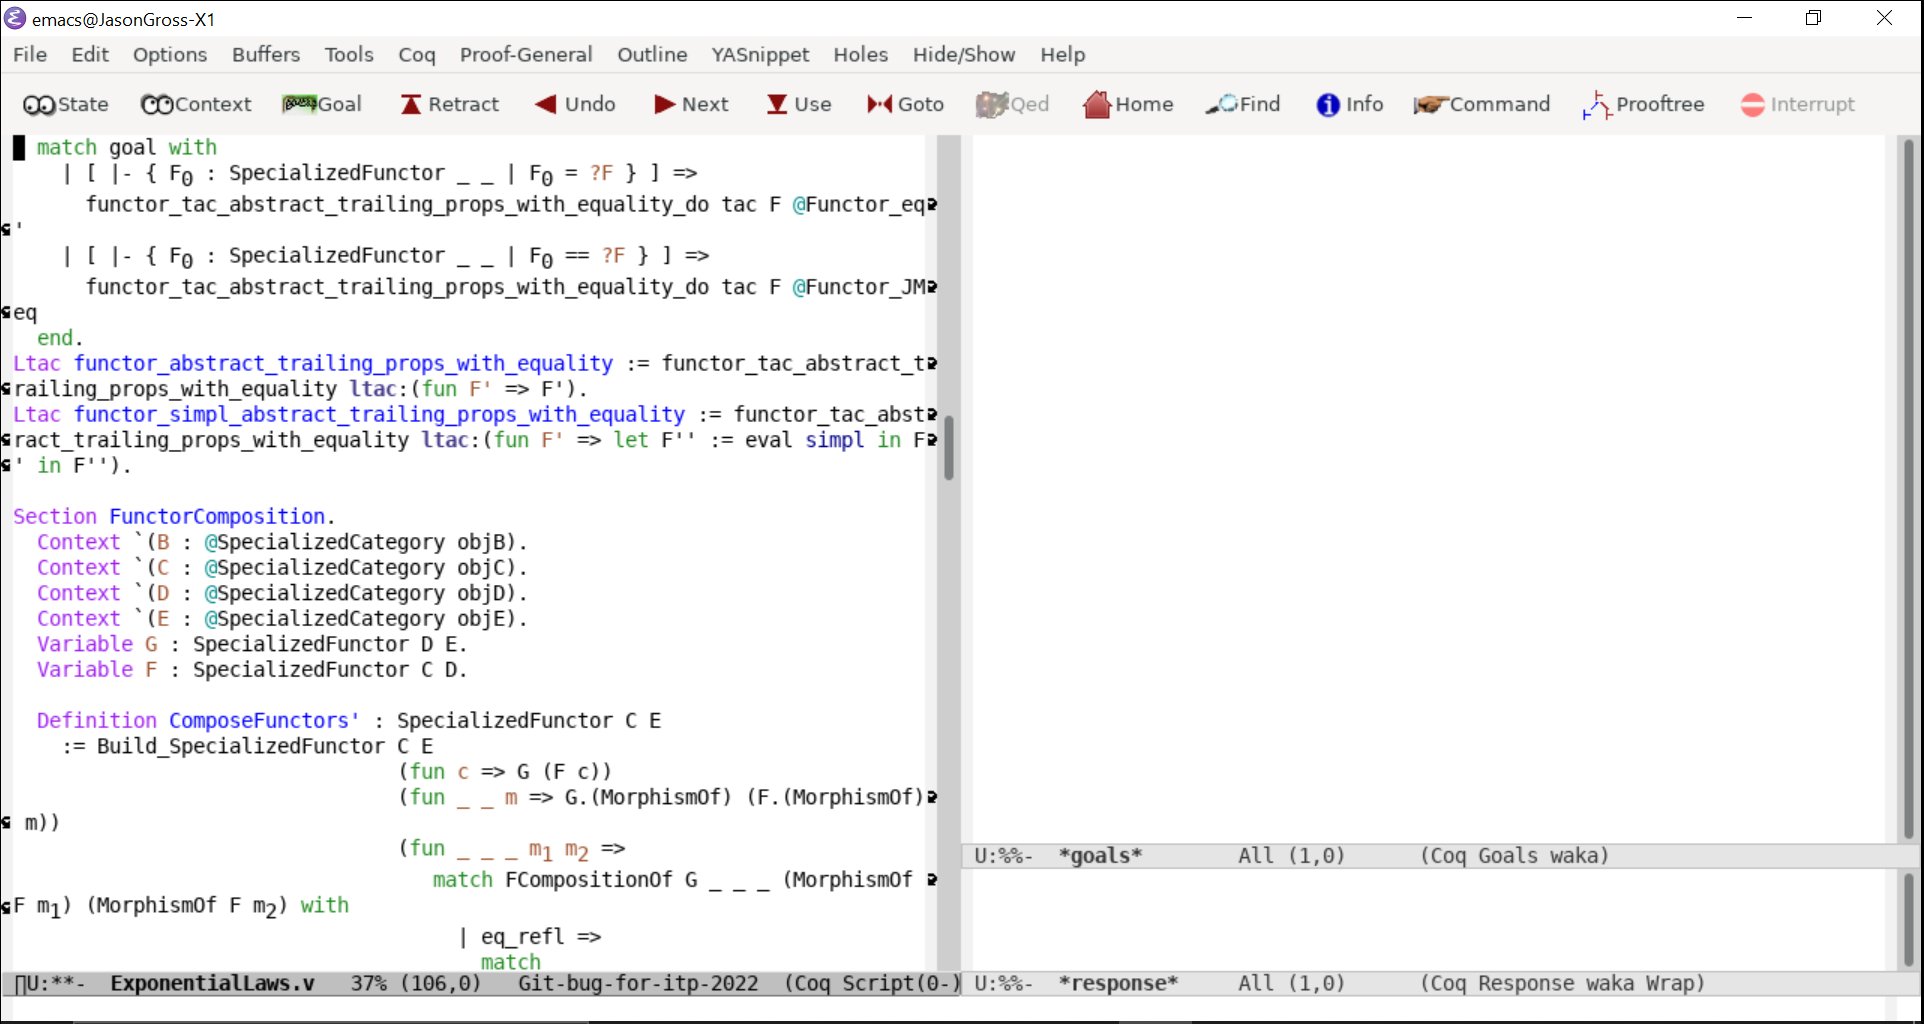 emacs@JasonGross-X1
File Edit Options Buffers Tools Coq Proof-General Outline YASnippet Holes Hide/Show Help
State Context Goal Retract Undo Next Use Goto Qed Home Find Info Command Prooftree Interrupt
match goal with
| [ |- { F0 : SpecializedFunctor _ _ | F0 = ?F } ] =>
functor_tac_abstract_trailing_props_with_equality_do tac F @Functor_eq
'
| [ |- { F0 : SpecializedFunctor _ _ | F0 == ?F } ] =>
functor_tac_abstract_trailing_props_with_equality_do tac F @Functor_JM
eq
end.
Ltac functor_abstract_trailing_props_with_equality := functor_tac_abstract_t
railing_props_with_equality ltac:(fun F' => F').
Ltac functor_simpl_abstract_trailing_props_with_equality := functor_tac_abst
ract_trailing_props_with_equality ltac:(fun F' => let F'' := eval simpl in F
' in F'').
Section FunctorComposition.
Context `(B : @SpecializedCategory objB).
Context `(C : @SpecializedCategory objC).
Context `(D : @SpecializedCategory objD).
Context `(E : @SpecializedCategory objE).
Variable G : SpecializedFunctor D E.
Variable F : SpecializedFunctor C D.
Definition ComposeFunctors' : SpecializedFunctor C E
:= Build_SpecializedFunctor C E
(fun c => G (F c))
(fun _ _ m => G.(MorphismOf) (F.(MorphismOf)
m))
(fun _ _ _ m1 m2 =>
match FCompositionOf G _ _ _ (MorphismOf
F m1) (MorphismOf F m2) with
| eq_refl =>
match
U:**- ExponentialLaws.v 37% (106,0) Git-bug-for-itp-2022 (Coq Script(0-)
U:%%- *goals* All (1,0) (Coq Goals waka)
U:%%- *response* All (1,0) (Coq Response waka Wrap)